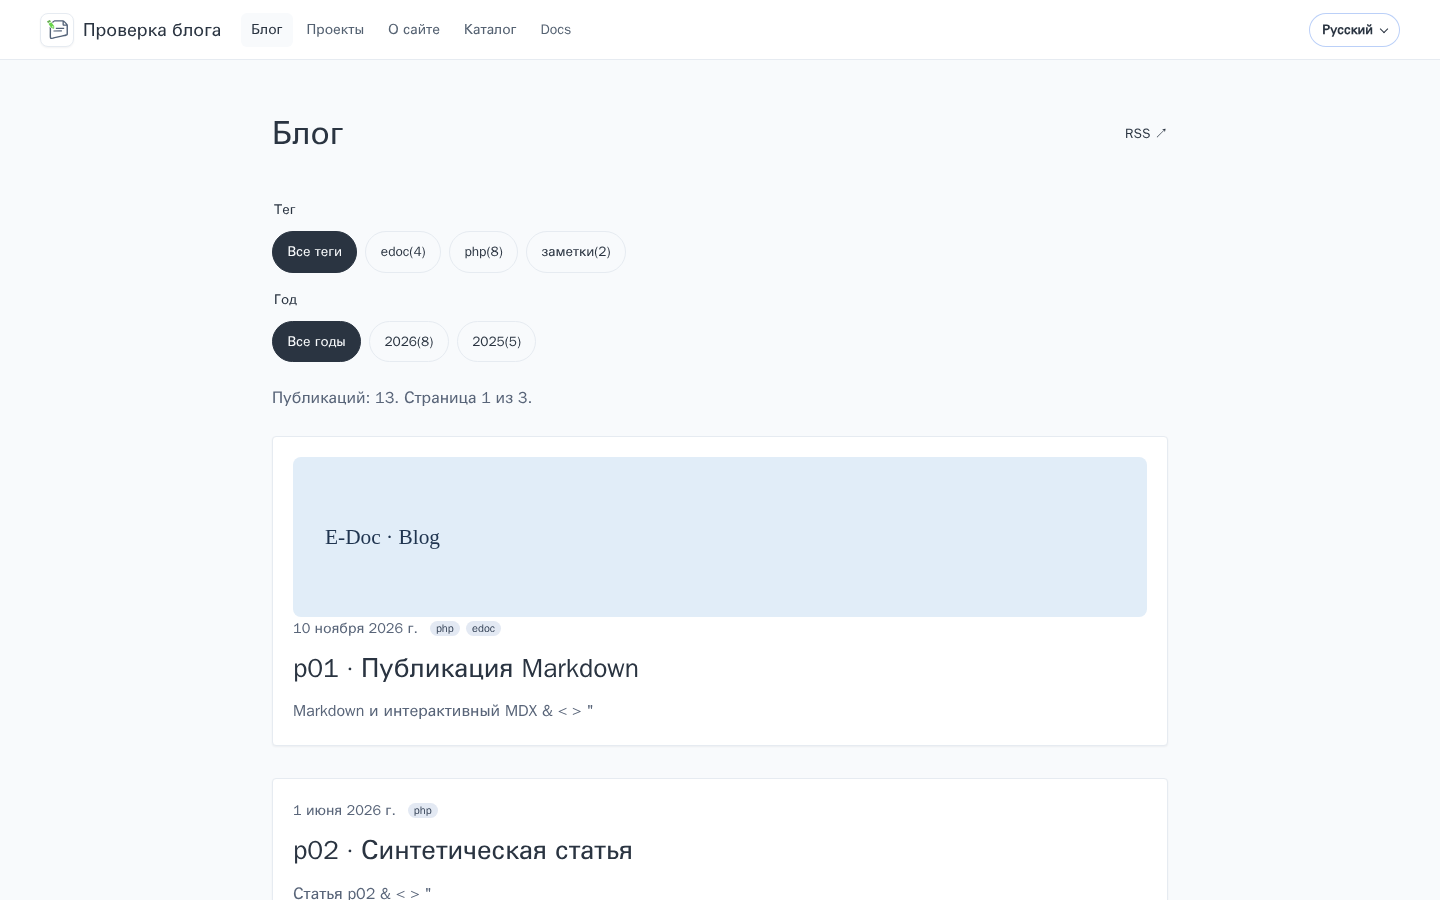 Проверка блога Блог Проекты О сайте Каталог Docs Русский
Блог RSS ↗
Тег
Все теги edoc(4) php(8) заметки(2)
Год
Все годы 2026(8) 2025(5)
Публикаций: 13. Страница 1 из 3.
E-Doc · Blog
10 ноября 2026 г. php edoc
p01 · Публикация Markdown
Markdown и интерактивный MDX & < > "
1 июня 2026 г. php
p02 · Синтетическая статья
Статья p02 & < > "